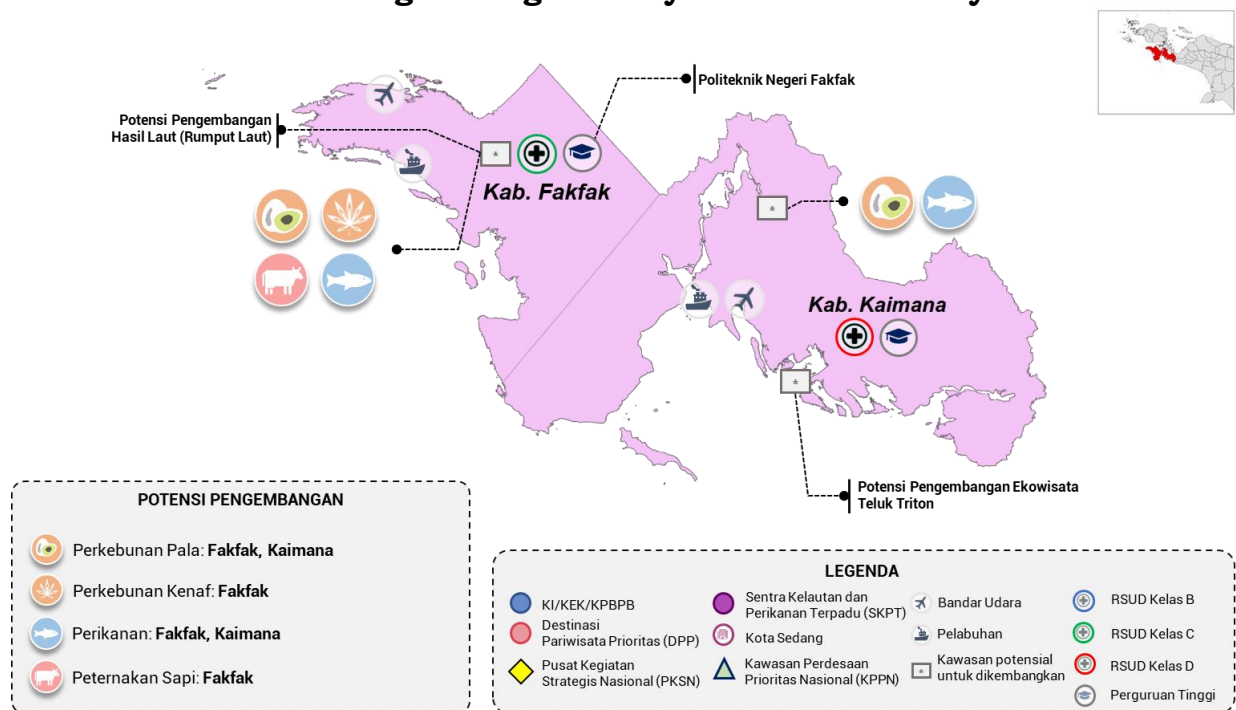 Politeknik Negeri Fakfak
Potensi Pengembangan
Hasil Laut (Rumput Laut)
*
Kab. Fakfak
*
Kab. Kaimana
*
Potensi Pengembangan Ekowisata
Teluk Triton
POTENSI PENGEMBANGAN
Perkebunan Pala: Fakfak, Kaimana
Perkebunan Kenaf: Fakfak
Perikanan: Fakfak, Kaimana
Peternakan Sapi: Fakfak
LEGENDA
KI/KEK/KPBPB
Destinasi
Pariwisata Prioritas (DPP)
Pusat Kegiatan
Strategis Nasional (PKSN)
Sentra Kelautan dan
Perikanan Terpadu (SKPT)
Kota Sedang
Kawasan Perdesaan
Prioritas Nasional (KPPN)
Bandar Udara
Pelabuhan
*
Kawasan potensial
untuk dikembangkan
RSUD Kelas B
RSUD Kelas C
RSUD Kelas D
Perguruan Tinggi